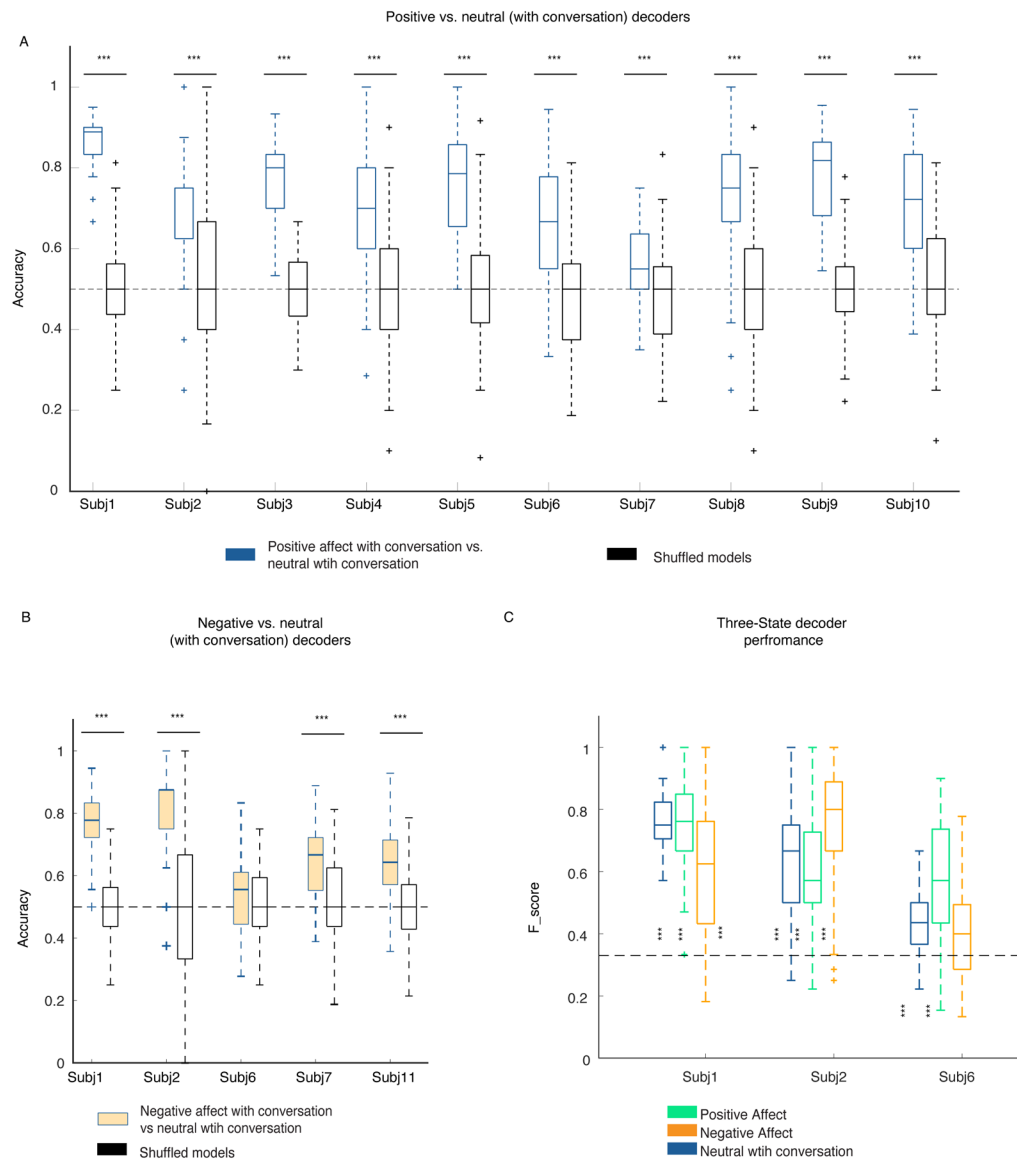 Positive vs. neutral (with conversation) decoders
A
*** *** *** *** *** *** *** *** *** ***
1
0.8
0.6
0.4
0.2
0
Accuracy
Subj1 Subj2 Subj3 Subj4 Subj5 Subj6 Subj7 Subj8 Subj9 Subj10
Positive affect with conversation vs.
neutral wtih conversation
Shuffled models
B
Negative vs. neutral
(with conversation) decoders
*** *** *** ***
1
0.8
0.6
0.4
0.2
0
Accuracy
Subj1 Subj2 Subj6 Subj7 Subj11
Negative affect with conversation
vs neutral wtih conversation
Shuffled models
C
Three-State decoder
perfromance
1
0.8
0.6
0.4
0.2
0
F_score
*** *** *** *** *** *** *** ***
Subj1 Subj2 Subj6
Positive Affect
Negative Affect
Neutral wtih conversation